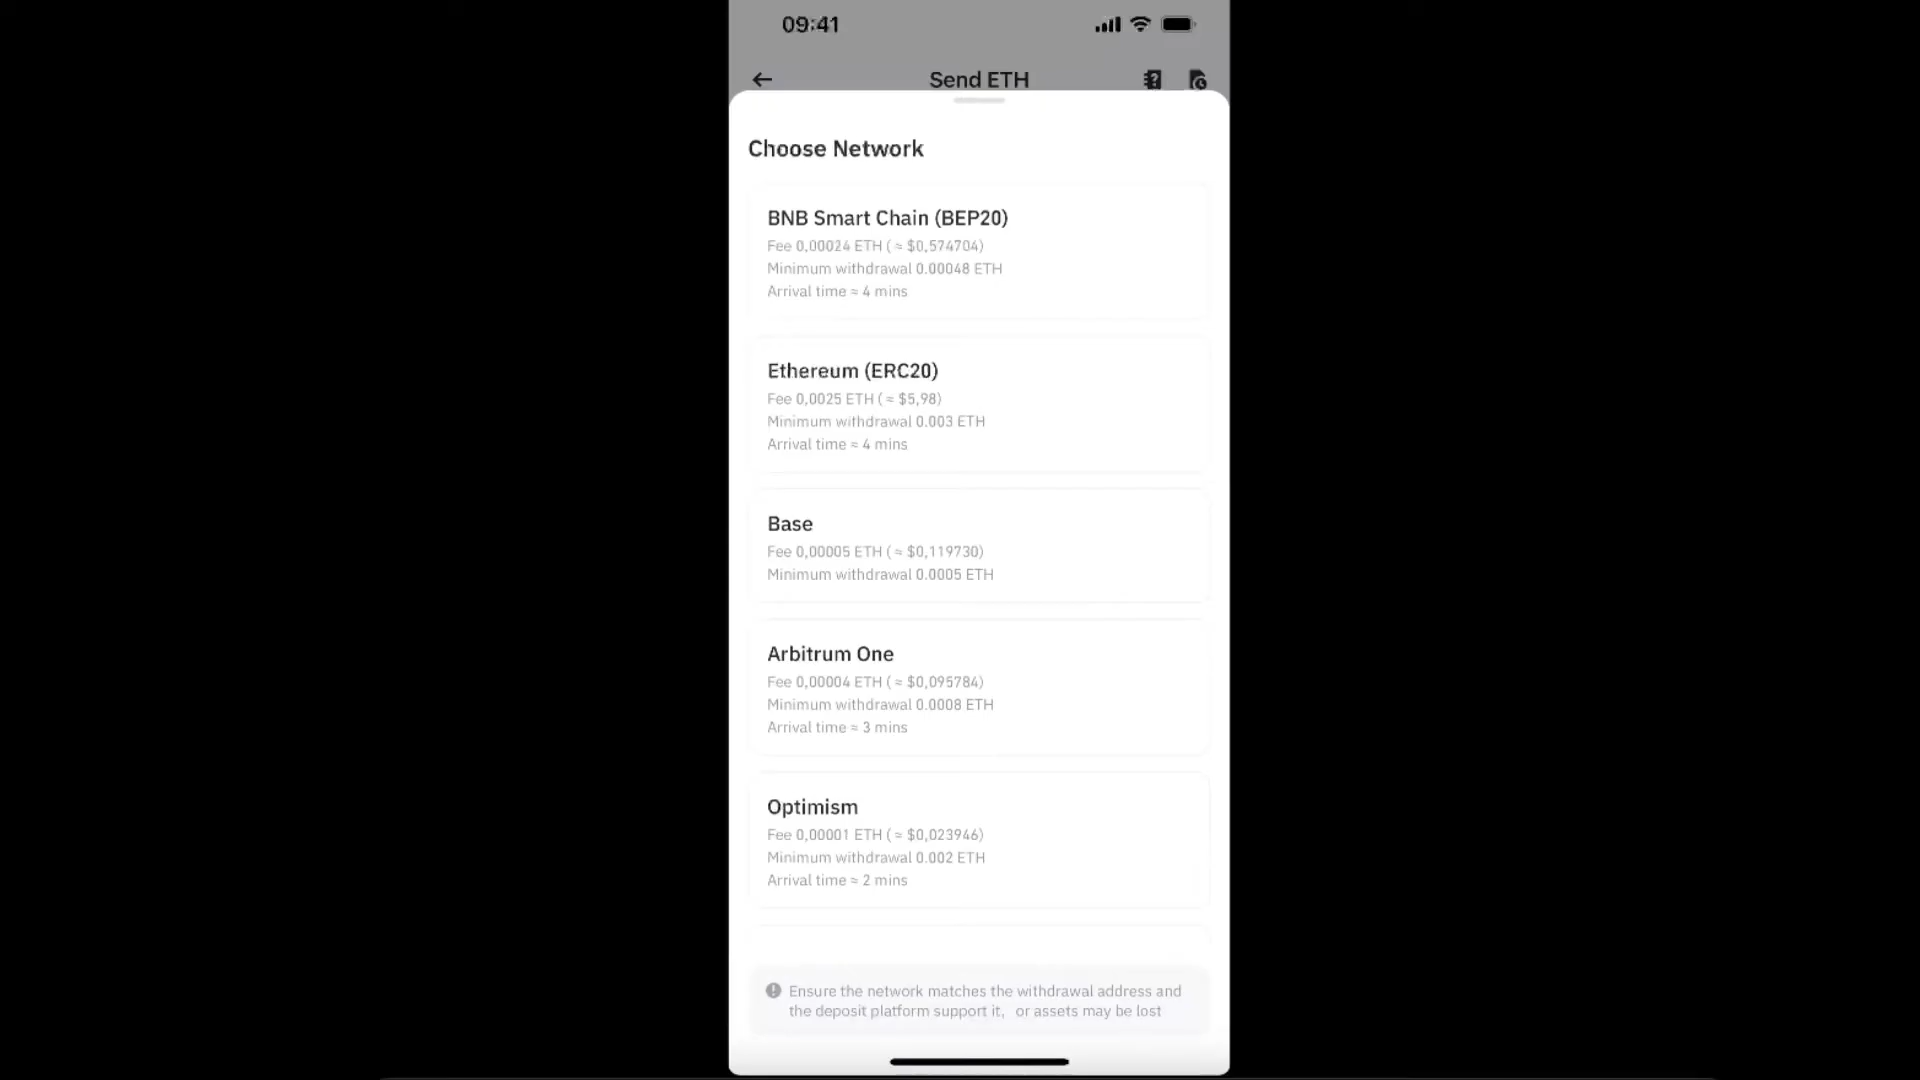 09:41
Send ETH
Choose Network
BNB Smart Chain (BEP20)
Fee 0,00024 ETH ( ≈ $0,574704)
Minimum withdrawal 0.00048 ETH
Arrival time ≈ 4 mins
Ethereum (ERC20)
Fee 0,0025 ETH ( ≈ $5,98)
Minimum withdrawal 0.003 ETH
Arrival time ≈ 4 mins
Base
Fee 0,00005 ETH ( ≈ $0,119730)
Minimum withdrawal 0.0005 ETH
Arbitrum One
Fee 0,00004 ETH ( ≈ $0,095784)
Minimum withdrawal 0.0008 ETH
Arrival time ≈ 3 mins
Optimism
Fee 0,00001 ETH ( ≈ $0,023946)
Minimum withdrawal 0.002 ETH
Arrival time ≈ 2 mins
Ensure the network matches the withdrawal address and
the deposit platform support it, or assets may be lost